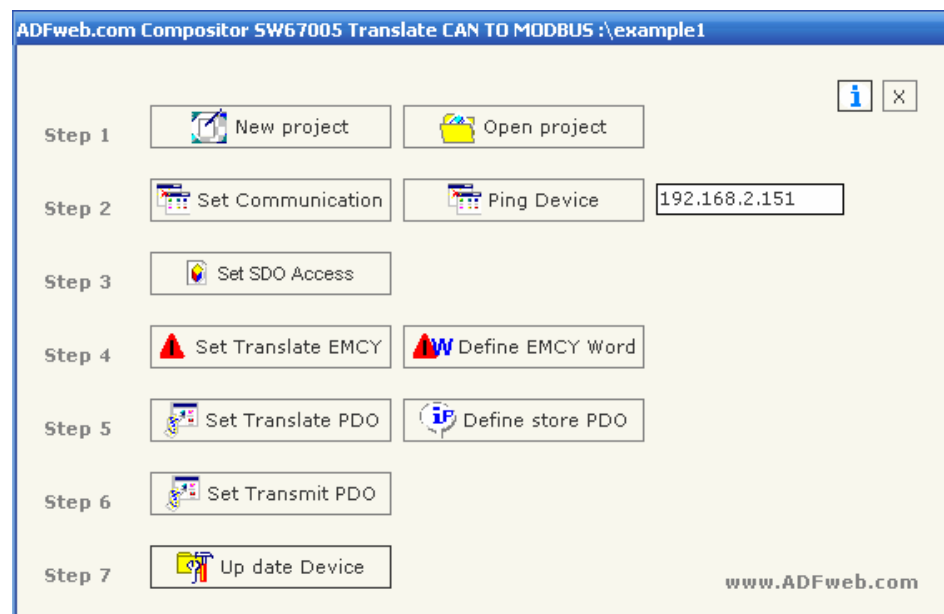 ADFweb.com Compositor SW67005 Translate CAN TO MODBUS :\example1
i X
Step 1 New project Open project
Step 2 Set Communication Ping Device 192.168.2.151
Step 3 Set SDO Access
Step 4 Set Translate EMCY W Define EMCY Word
Step 5 Set Translate PDO iP Define store PDO
Step 6 Set Transmit PDO
Step 7 Up date Device
www.ADFweb.com